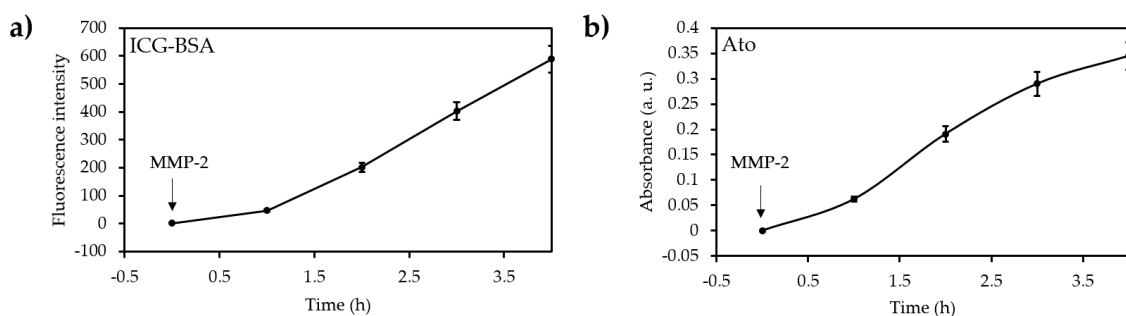 a)
ICG-BSA
Fluorescence intensity
700
600
500
400
300
200
100
0
-100
MMP-2
-0.5
0.5
1.5
2.5
3.5
Time (h)
b)
Ato
Absorbance (a. u.)
0.4
0.35
0.3
0.25
0.2
0.15
0.1
0.05
0
-0.05
MMP-2
-0.5
0.5
1.5
2.5
3.5
Time (h)